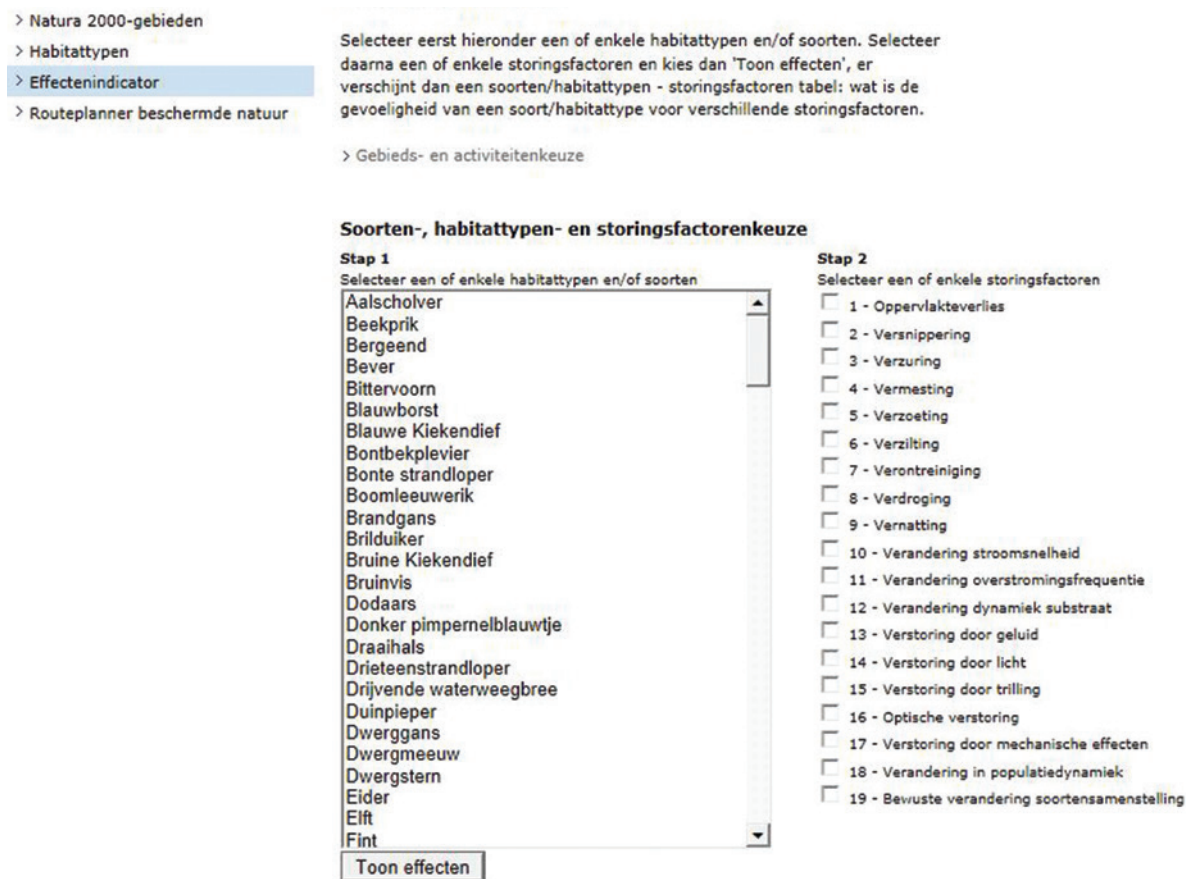 > Natura 2000-gebieden
> Habitattypen
> Effectenindicator
> Routeplanner beschermde natuur
Selecteer eerst hieronder een of enkele habitattypen en/of soorten. Selecteer
daarna een of enkele storingsfactoren en kies dan 'Toon effecten', er
verschijnt dan een soorten/habitattypen - storingsfactoren tabel: wat is de
gevoeligheid van een soort/habitattype voor verschillende storingsfactoren.
> Gebieds- en activiteitenkeuze
Soorten-, habitattypen- en storingsfactorenkeuze
Stap 1
Selecteer een of enkele habitattypen en/of soorten
Aalscholver
Beekprik
Bergeend
Bever
Bittervoorn
Blauwborst
Blauwe Kiekendief
Bontbekplevier
Bonte strandloper
Boomleeuwerik
Brandgans
Brilduiker
Bruine Kiekendief
Bruinvis
Dodaars
Donker pimpernelblauwtje
Draaihals
Drieteenstrandloper
Drijvende waterweegbree
Duinpieper
Dwerggans
Dwergmeeuw
Dwergstern
Eider
Elft
Fint
Toon effecten
Stap 2
Selecteer een of enkele storingsfactoren
1 - Oppervlakteverlies
2 - Versnippering
3 - Verzuring
4 - Vermesting
5 - Verzoeting
6 - Verzilting
7 - Verontreiniging
8 - Verdroging
9 - Vernatting
10 - Verandering stroomsnelheid
11 - Verandering overstromingsfrequentie
12 - Verandering dynamiek substraat
13 - Verstoring door geluid
14 - Verstoring door licht
15 - Verstoring door trilling
16 - Optische verstoring
17 - Verstoring door mechanische effecten
18 - Verandering in populatiedynamiek
19 - Bewuste verandering soortensamenstelling